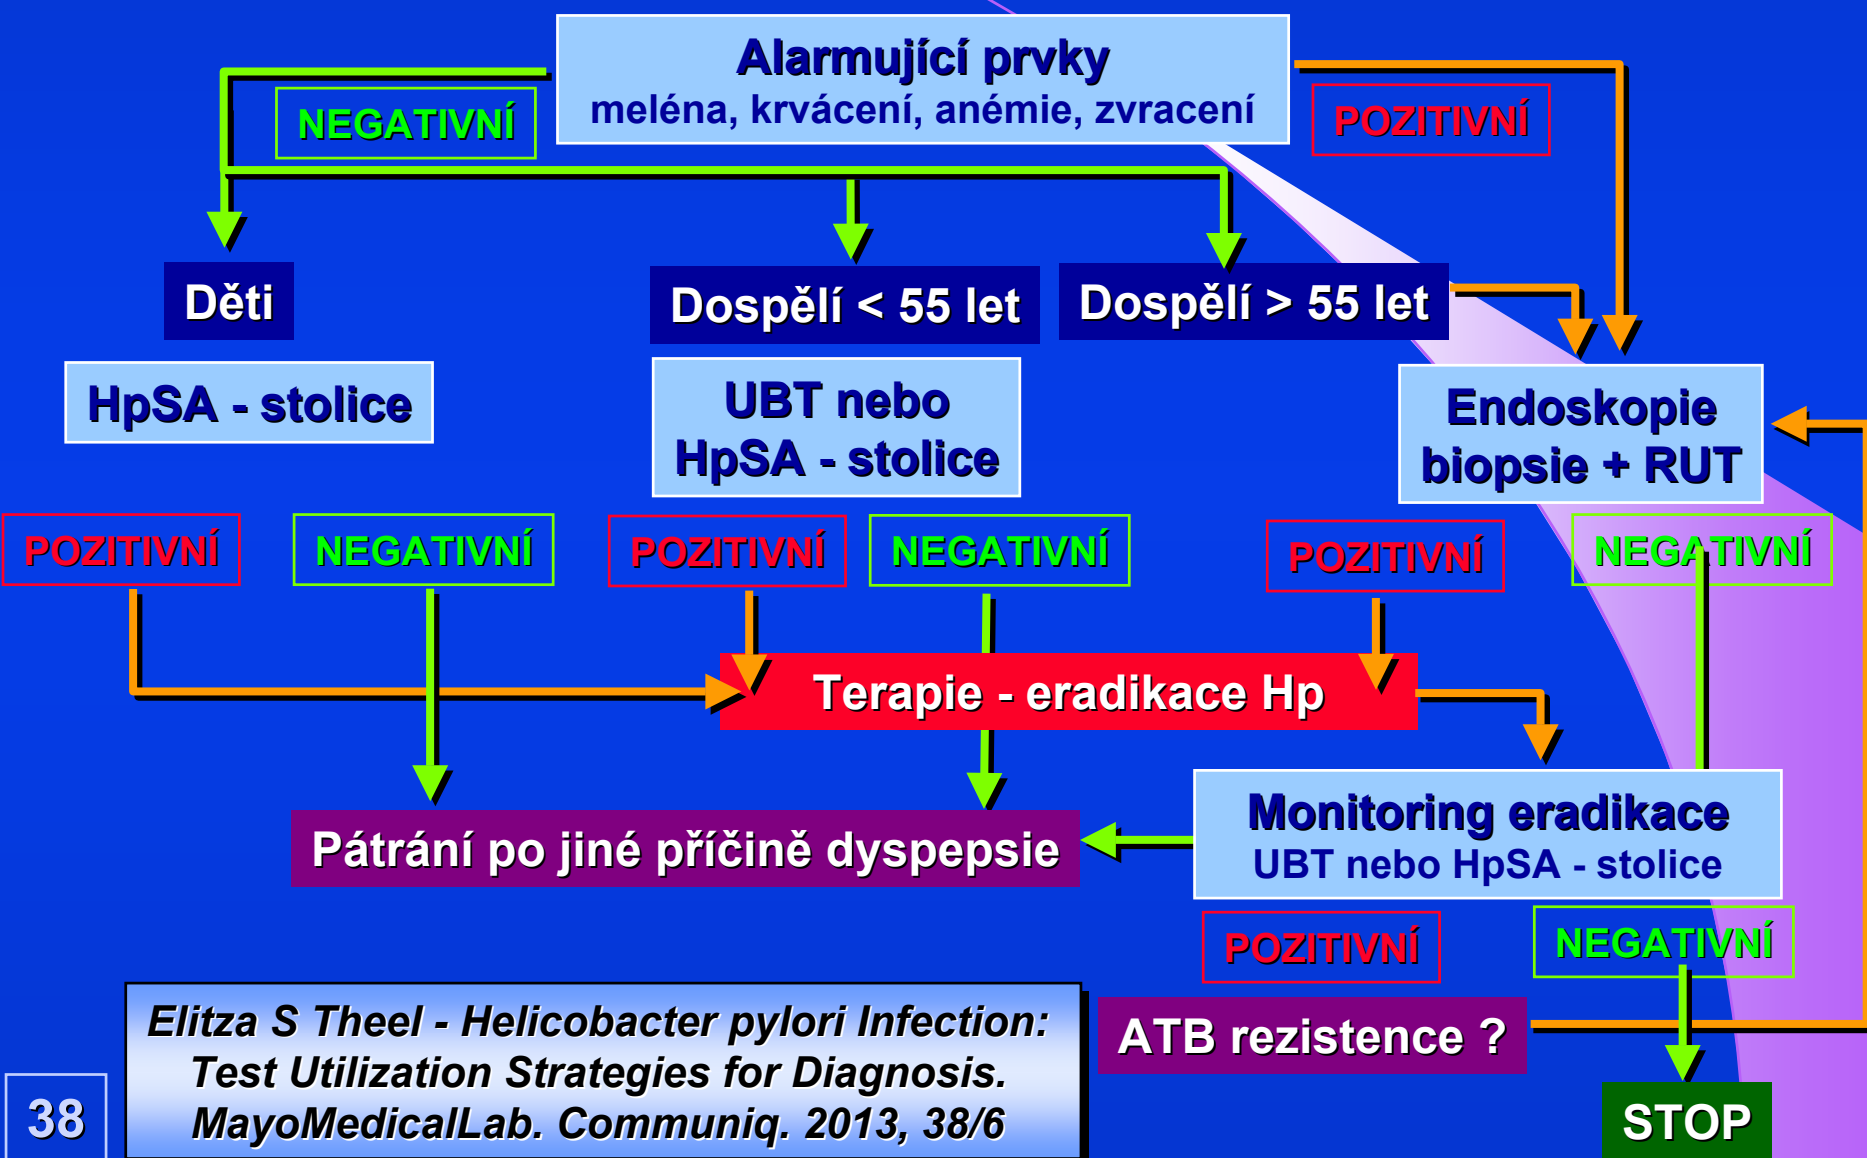 Alarmující prvky
meléna, krvácení, anémie, zvracení
NEGATIVNÍ
POZITIVNÍ
Děti
Dospělí < 55 let
Dospělí > 55 let
HpSA - stolice
UBT nebo
HpSA - stolice
Endoskopie
biopsie + RUT
POZITIVNÍ
NEGATIVNÍ
POZITIVNÍ
NEGATIVNÍ
POZITIVNÍ
NEGATIVNÍ
Terapie - eradikace Hp
Pátrání po jiné příčině dyspepsie
Monitoring eradikace
UBT nebo HpSA - stolice
POZITIVNÍ
NEGATIVNÍ
ATB rezistence ?
STOP
Elitza S Theel - Helicobacter pylori Infection:
Test Utilization Strategies for Diagnosis.
MayoMedicalLab. Communiq. 2013, 38/6
38